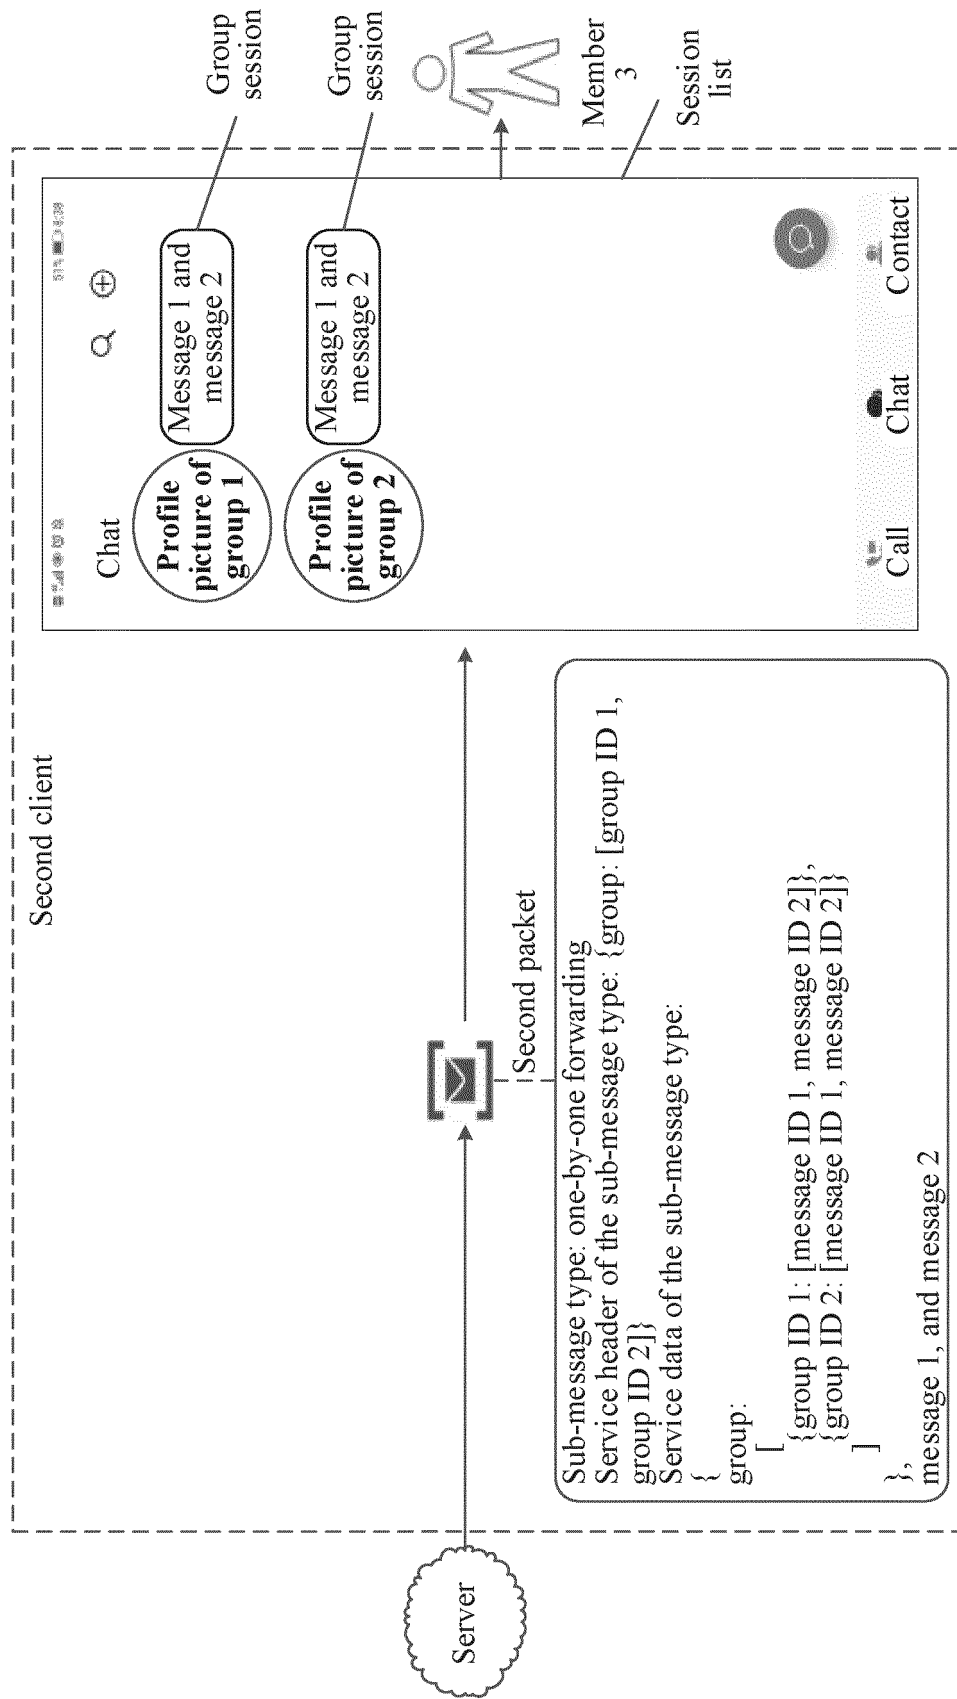 Second client
Server
Second packet
Sub-message type: one-by-one forwarding
Service header of the sub-message type: {group: [group ID 1,
group ID 2]}
Service data of the sub-message type:
{
group:
[
{group ID 1: [message ID 1, message ID 2]},
{group ID 2: [message ID 1, message ID 2]}
]
},
message 1, and message 2
51%
8:38
Chat
Profile
picture of
group 1
Message 1 and
message 2
Profile
picture of
group 2
Message 1 and
message 2
Call
Chat
Contact
Group
session
Group
session
Member
3
Session
list